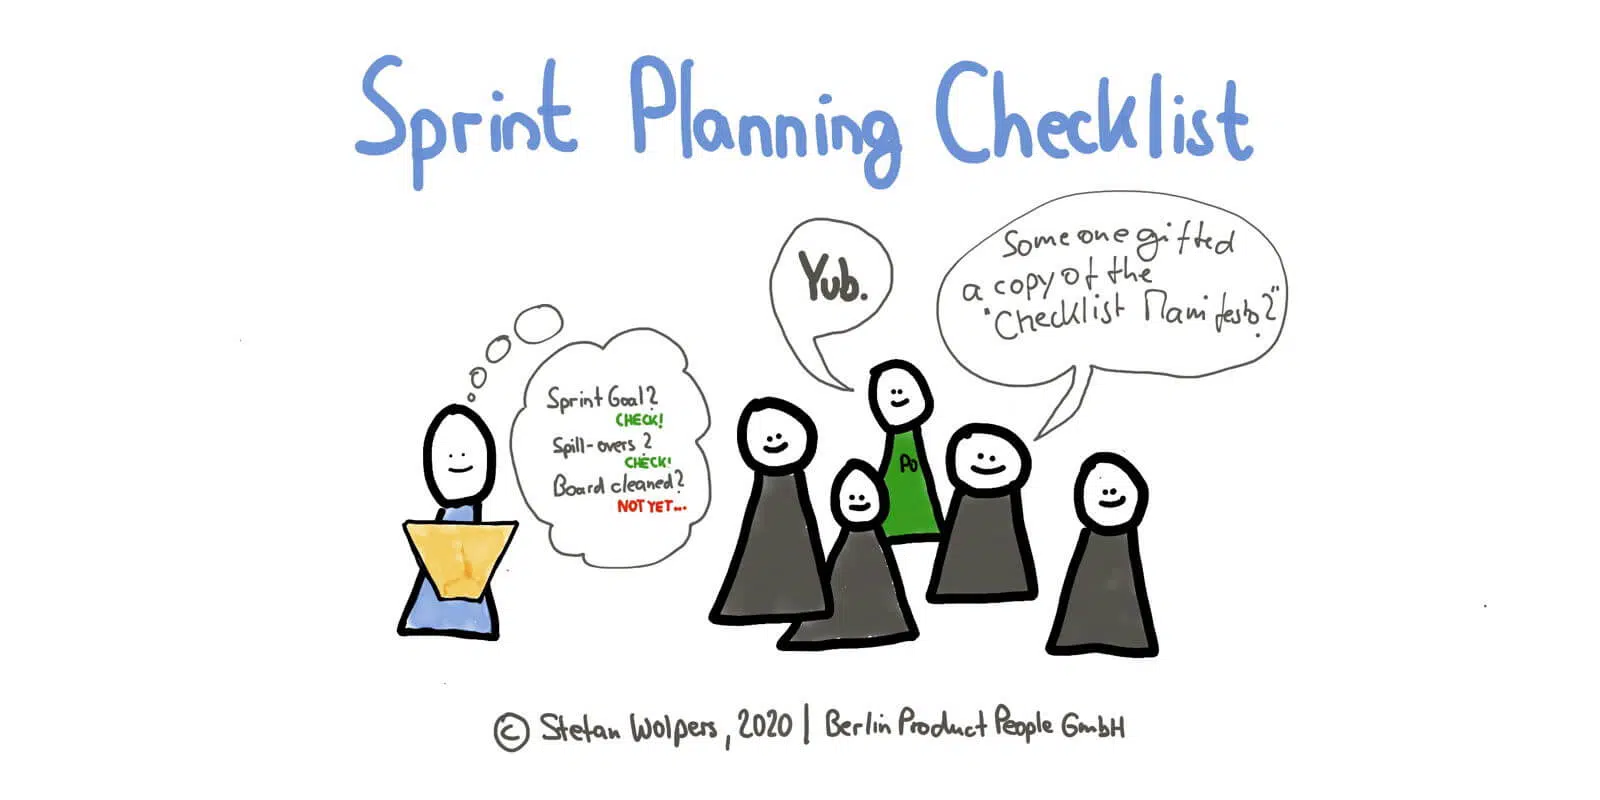 Sprint Planning Checklist
Yub.
Someone gifted
a copy of the
"Checklist Manifesto?"
Sprint Goal?
CHECK!
Spill-overs?
CHECK!
Board cleaned?
NOT YET...
Po
© Stefan Wolpers, 2020 | Berlin Product People GmbH